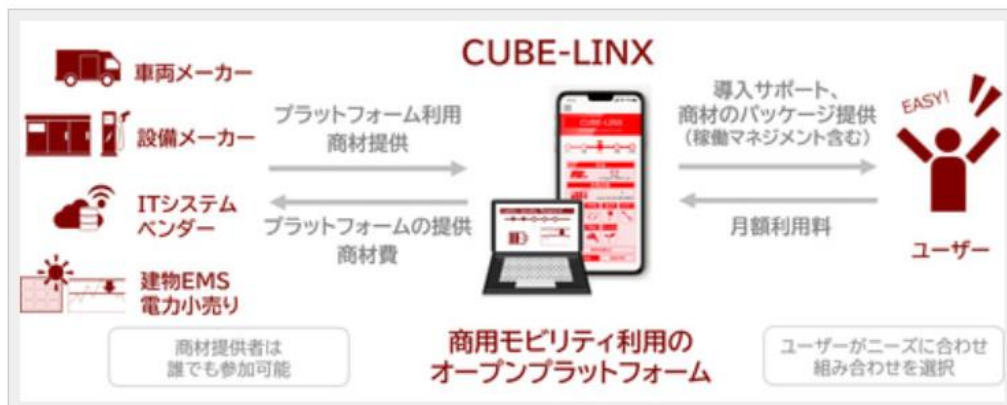 CUBE-LINX
車両メーカー
設備メーカー
ITシステム
ベンダー
建物EMS
電力小売り
商材提供者は
誰でも参加可能
プラットフォーム利用
商材提供
プラットフォームの提供
商材費
CUBE-LINX
商用モビリティ利用の
オープンプラットフォーム
導入サポート、
商材のパッケージ提供
(稼働マネジメント含む)
月額利用料
EASY!
ユーザー
ユーザーがニーズに合わせ
組み合わせを選択